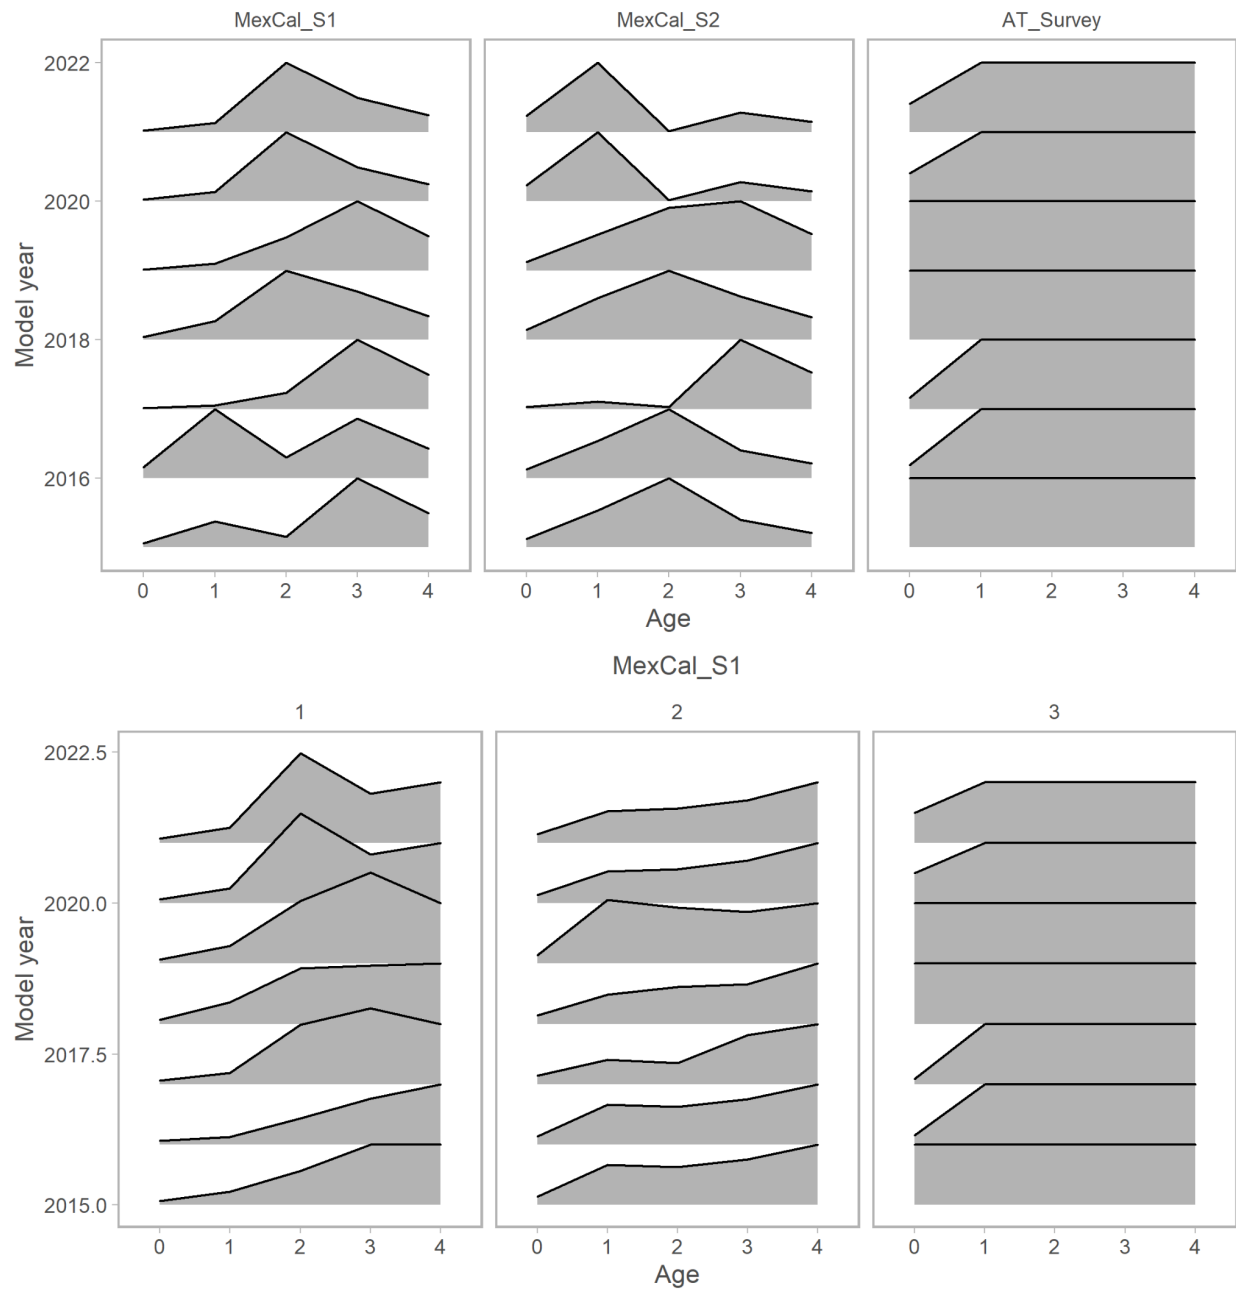 MexCal_S1 MexCal_S2 AT_Survey
2022
2020
2018
2016
Model year
0 1 2 3 4 0 1 2 3 4 0 1 2 3 4
Age
MexCal_S1
1 2 3
2022.5
2020.0
2017.5
2015.0
Model year
0 1 2 3 4 0 1 2 3 4 0 1 2 3 4
Age